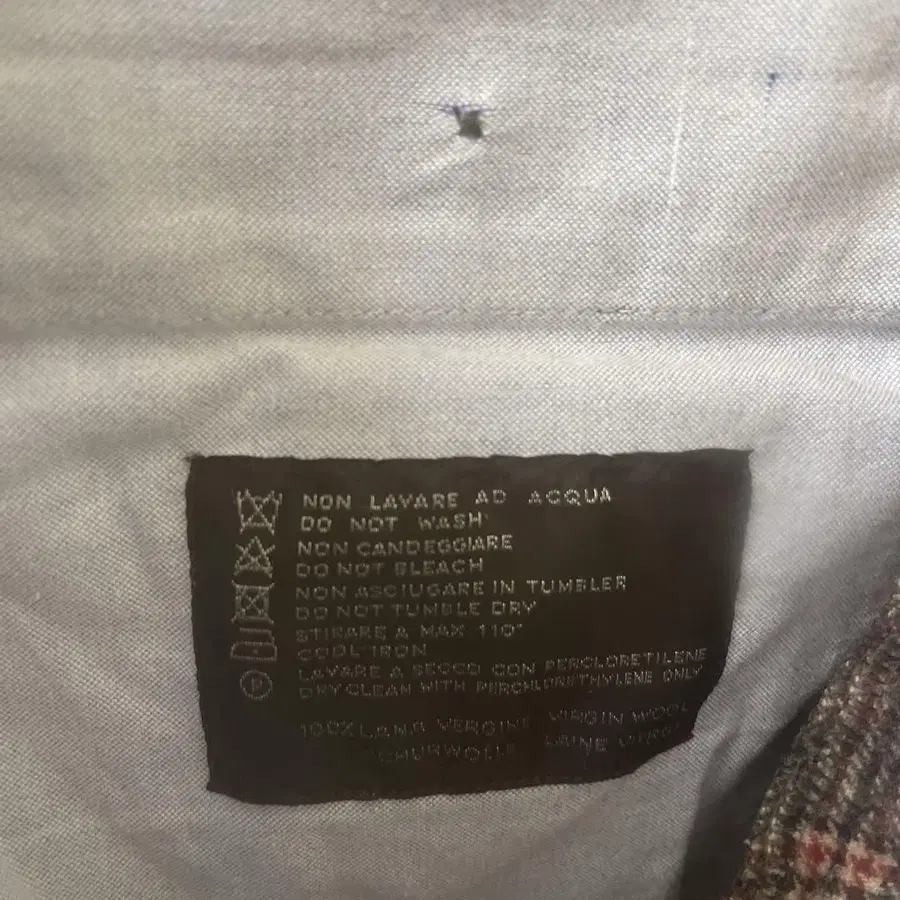 NON LAVARE AD ACQUA
DO NOT WASH
NON CANDEGGIARE
DO NOT BLEACH
NON ASCIUGARE IN TUMBLER
DO NOT TUMBLE DRY
STIRARE A MAX 110°
COOL IRON
LAVARE A SECCO CON PERCLORETILENE
DRY CLEAN WITH PERCHLORETHYLENE ONLY
100% LANA VERGINE VIRGIN WOOL
SCHURWOLLE LAINE VIERGE